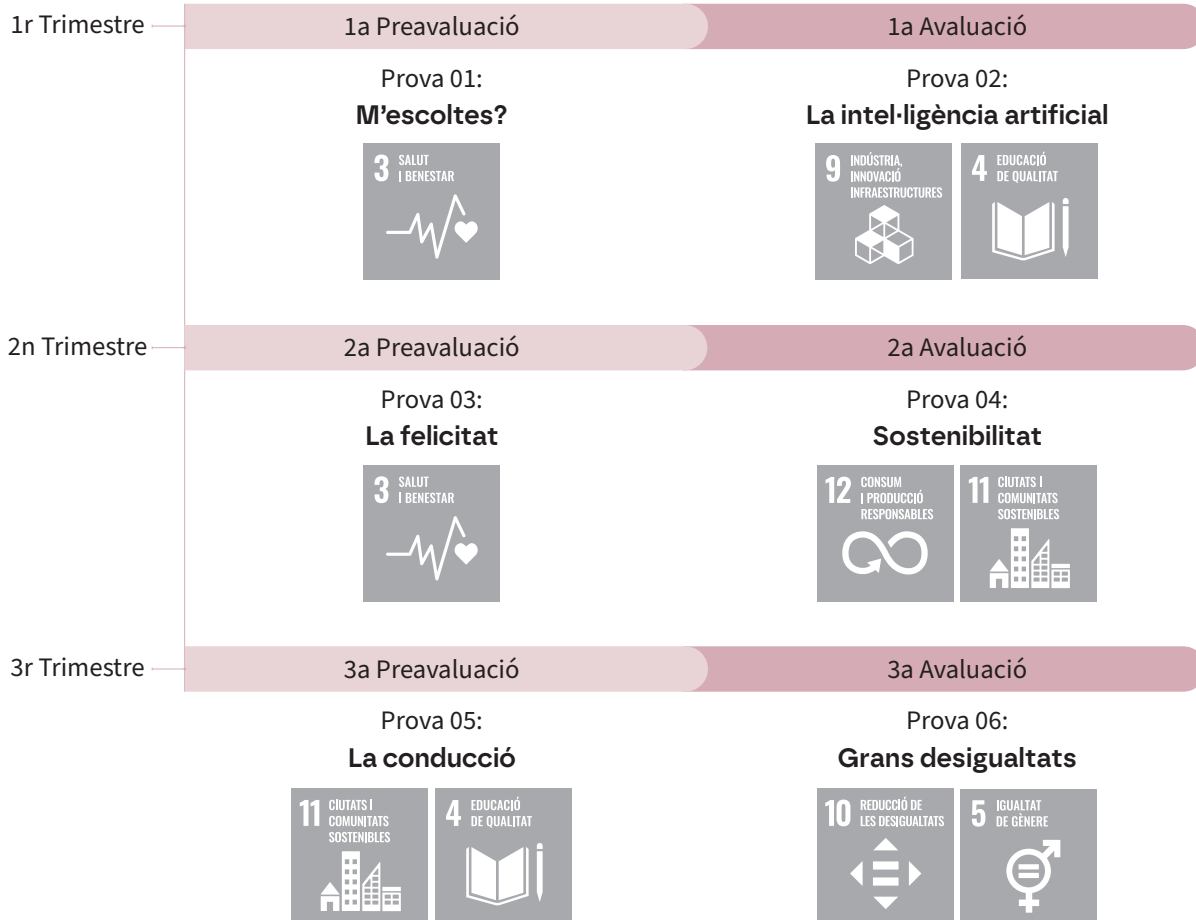 1r Trimestre
1a Preavaluació
1a Avaluació
Prova 01:
M'escoltes?
3 SALUT
I BENESTAR
Prova 02:
La intel·ligència artificial
9 INDÚSTRIA,
INNOVACIÓ
INFRAESTRUCTURES
4 EDUCACIÓ
DE QUALITAT
2n Trimestre
2a Preavaluació
2a Avaluació
Prova 03:
La felicitat
3 SALUT
I BENESTAR
Prova 04:
Sostenibilitat
12 CONSUM
I PRODUCCIÓ
RESPONSABLES
11 CIUTATS I
COMUNITATS
SOSTENIBLES
3r Trimestre
3a Preavaluació
3a Avaluació
Prova 05:
La conducció
11 CIUTATS I
COMUNITATS
SOSTENIBLES
4 EDUCACIÓ
DE QUALITAT
Prova 06:
Grans desigualtats
10 REDUCCIÓ DE
LES DESIGUALTATS
5 IGUALTAT
DE GÈNERE